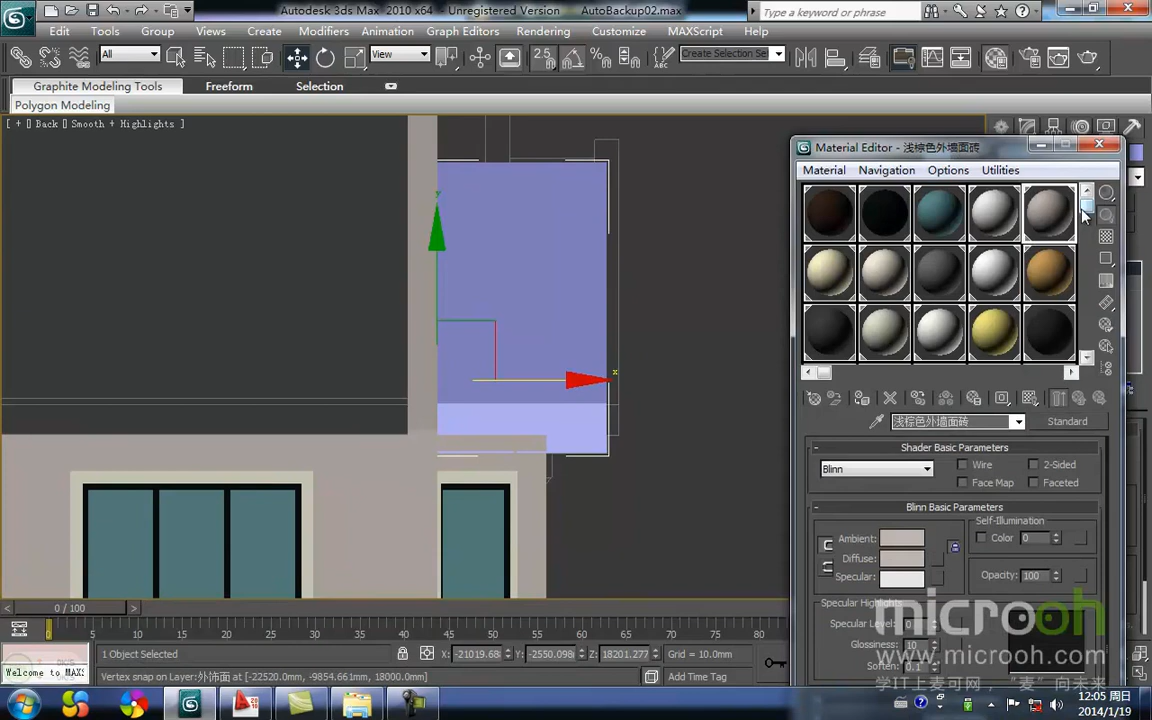 Autodesk 3ds Max 2010 x64 - Unregistered Version AutoBackup02.max
Type a keyword or phrase
Edit Tools Group Views Create Modifiers Animation Graph Editors Rendering Customize MAXScript Help
All View 2.5 Create Selection Se
Graphite Modeling Tools Freeform Selection
Polygon Modeling
[ + [] Back [] Smooth + Highlights ]
Material Editor - 浅棕色外墙面砖
Material Navigation Options Utilities
浅棕色外墙面砖 Standard
Shader Basic Parameters
Blinn Wire 2-Sided
Face Map Faceted
Blinn Basic Parameters
Self-Illumination
Ambient: Color 0
Diffuse:
Specular: Opacity: 100
Specular Highlights
Specular Level: 0
Glossiness: 10
Soften: 0.1
microoh
www.microoh.com
学IT上麦可网，“麦”向未来
x
0 / 100
0 5 10 15 20 25 30 35 40 45 50 55 60 65 70 75 80
1 Object Selected X: -21019.68 Y: -2550.098 Z: 18201.277 Grid = 10.0mm
Welcome to MAX: Vertex snap on Layer:外饰面 at [-22520.0mm, -9854.661mm, 18000.0mm] Add Time Tag
12:05 周日
2014/1/19